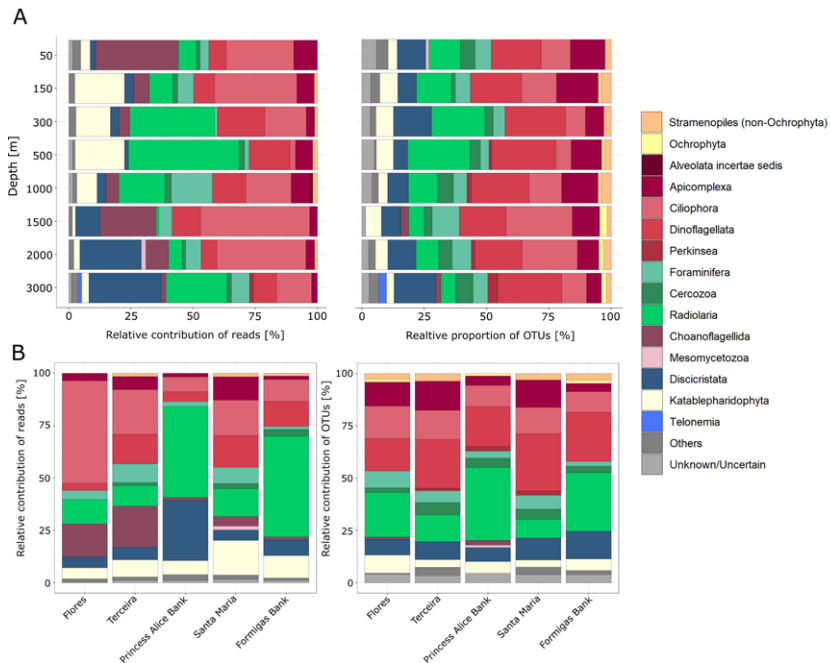 A
Depth [m]
50
150
300
500
1000
1500
2000
3000
0 25 50 75 100
Relative contribution of reads [%]
0 25 50 75 100
Realtive proportion of OTUs [%]
Stramenopiles (non-Ochrophyta)
Ochrophyta
Alveolata incertae sedis
Apicomplexa
Ciliophora
Dinoflagellata
Perkinsea
Foraminifera
Cercozoa
Radiolaria
Choanoflagellida
Mesomycetozoa
Discicristata
Katablepharidophyta
Telonemia
Others
Unknown/Uncertain
B
Relative contribution of reads [%]
100
75
50
25
0
Flores
Terceira
Princess Alice Bank
Santa Maria
Formigas Bank
Relative contribution of OTUs [%]
100
75
50
25
0
Flores
Terceira
Princess Alice Bank
Santa Maria
Formigas Bank